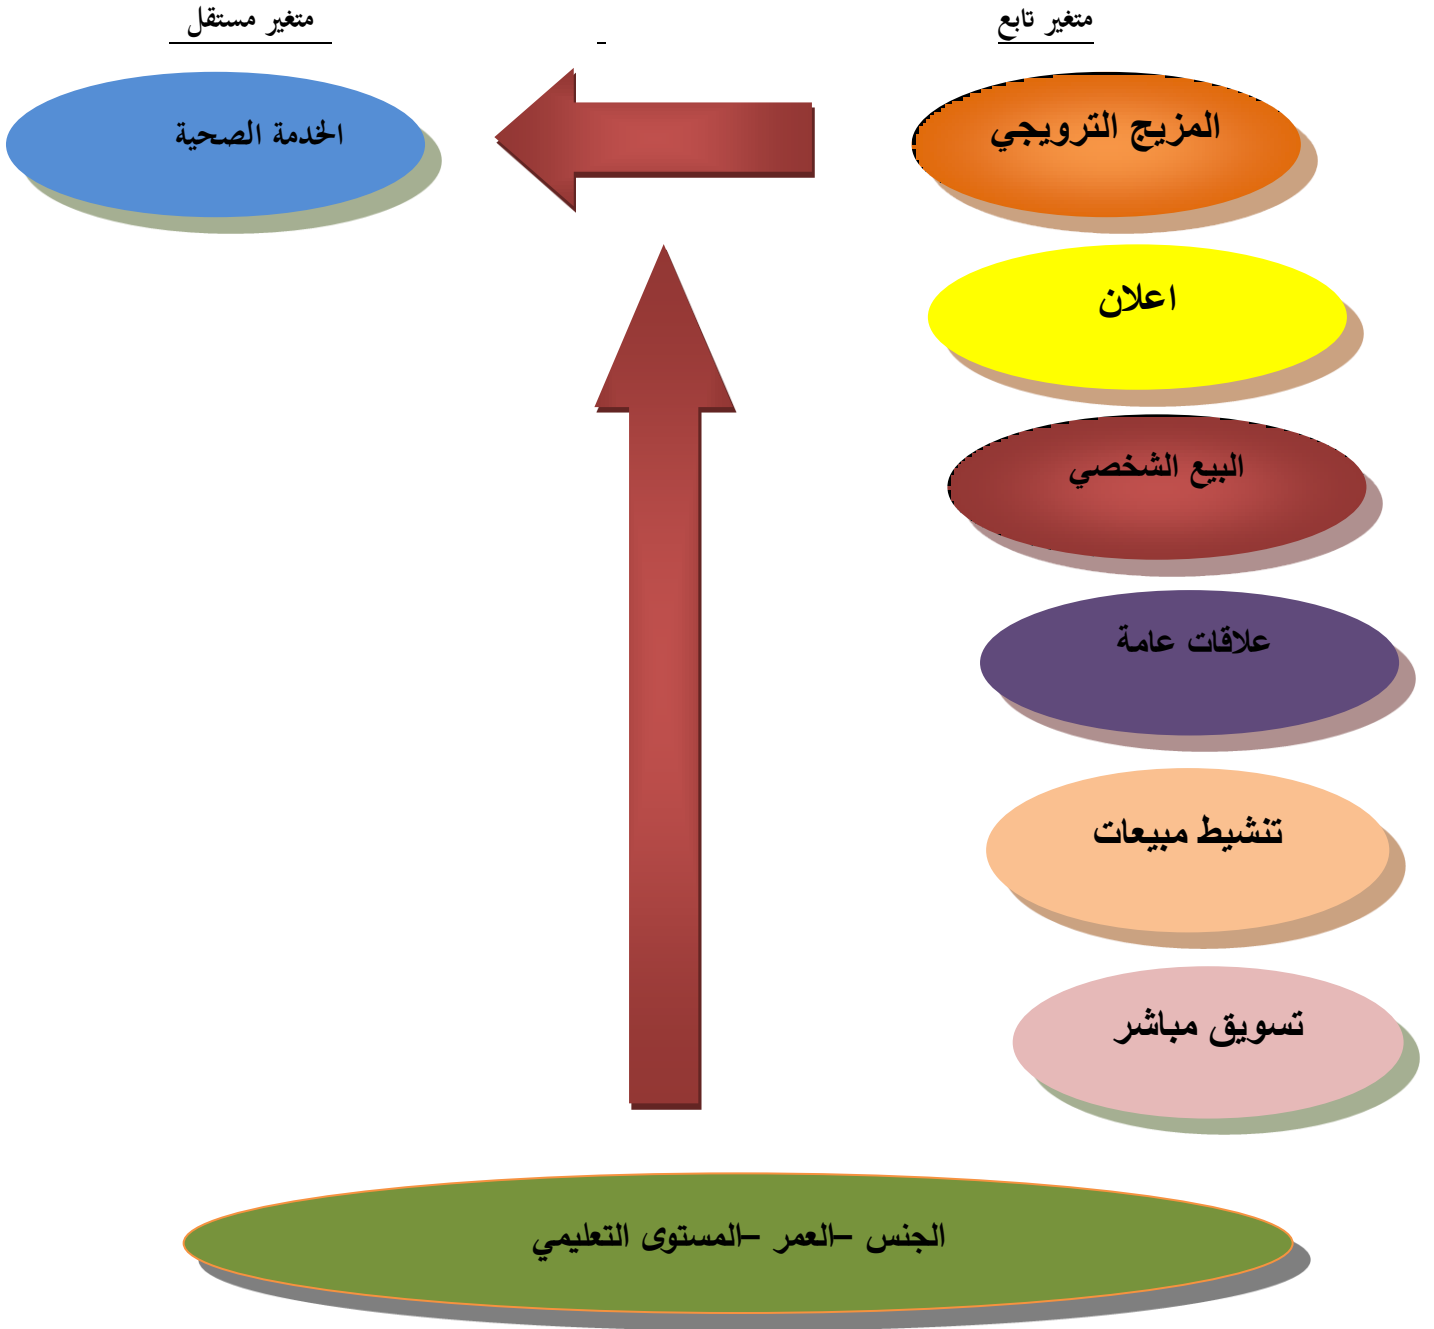 متغير تابع
متغير مستقل
المزيج الترويجي
الخدمة الصحية
اعلان
البيع الشخصي
علاقات عامة
تنشيط مبيعات
تسويق مباشر
الجنس –العمر –المستوى التعليمي